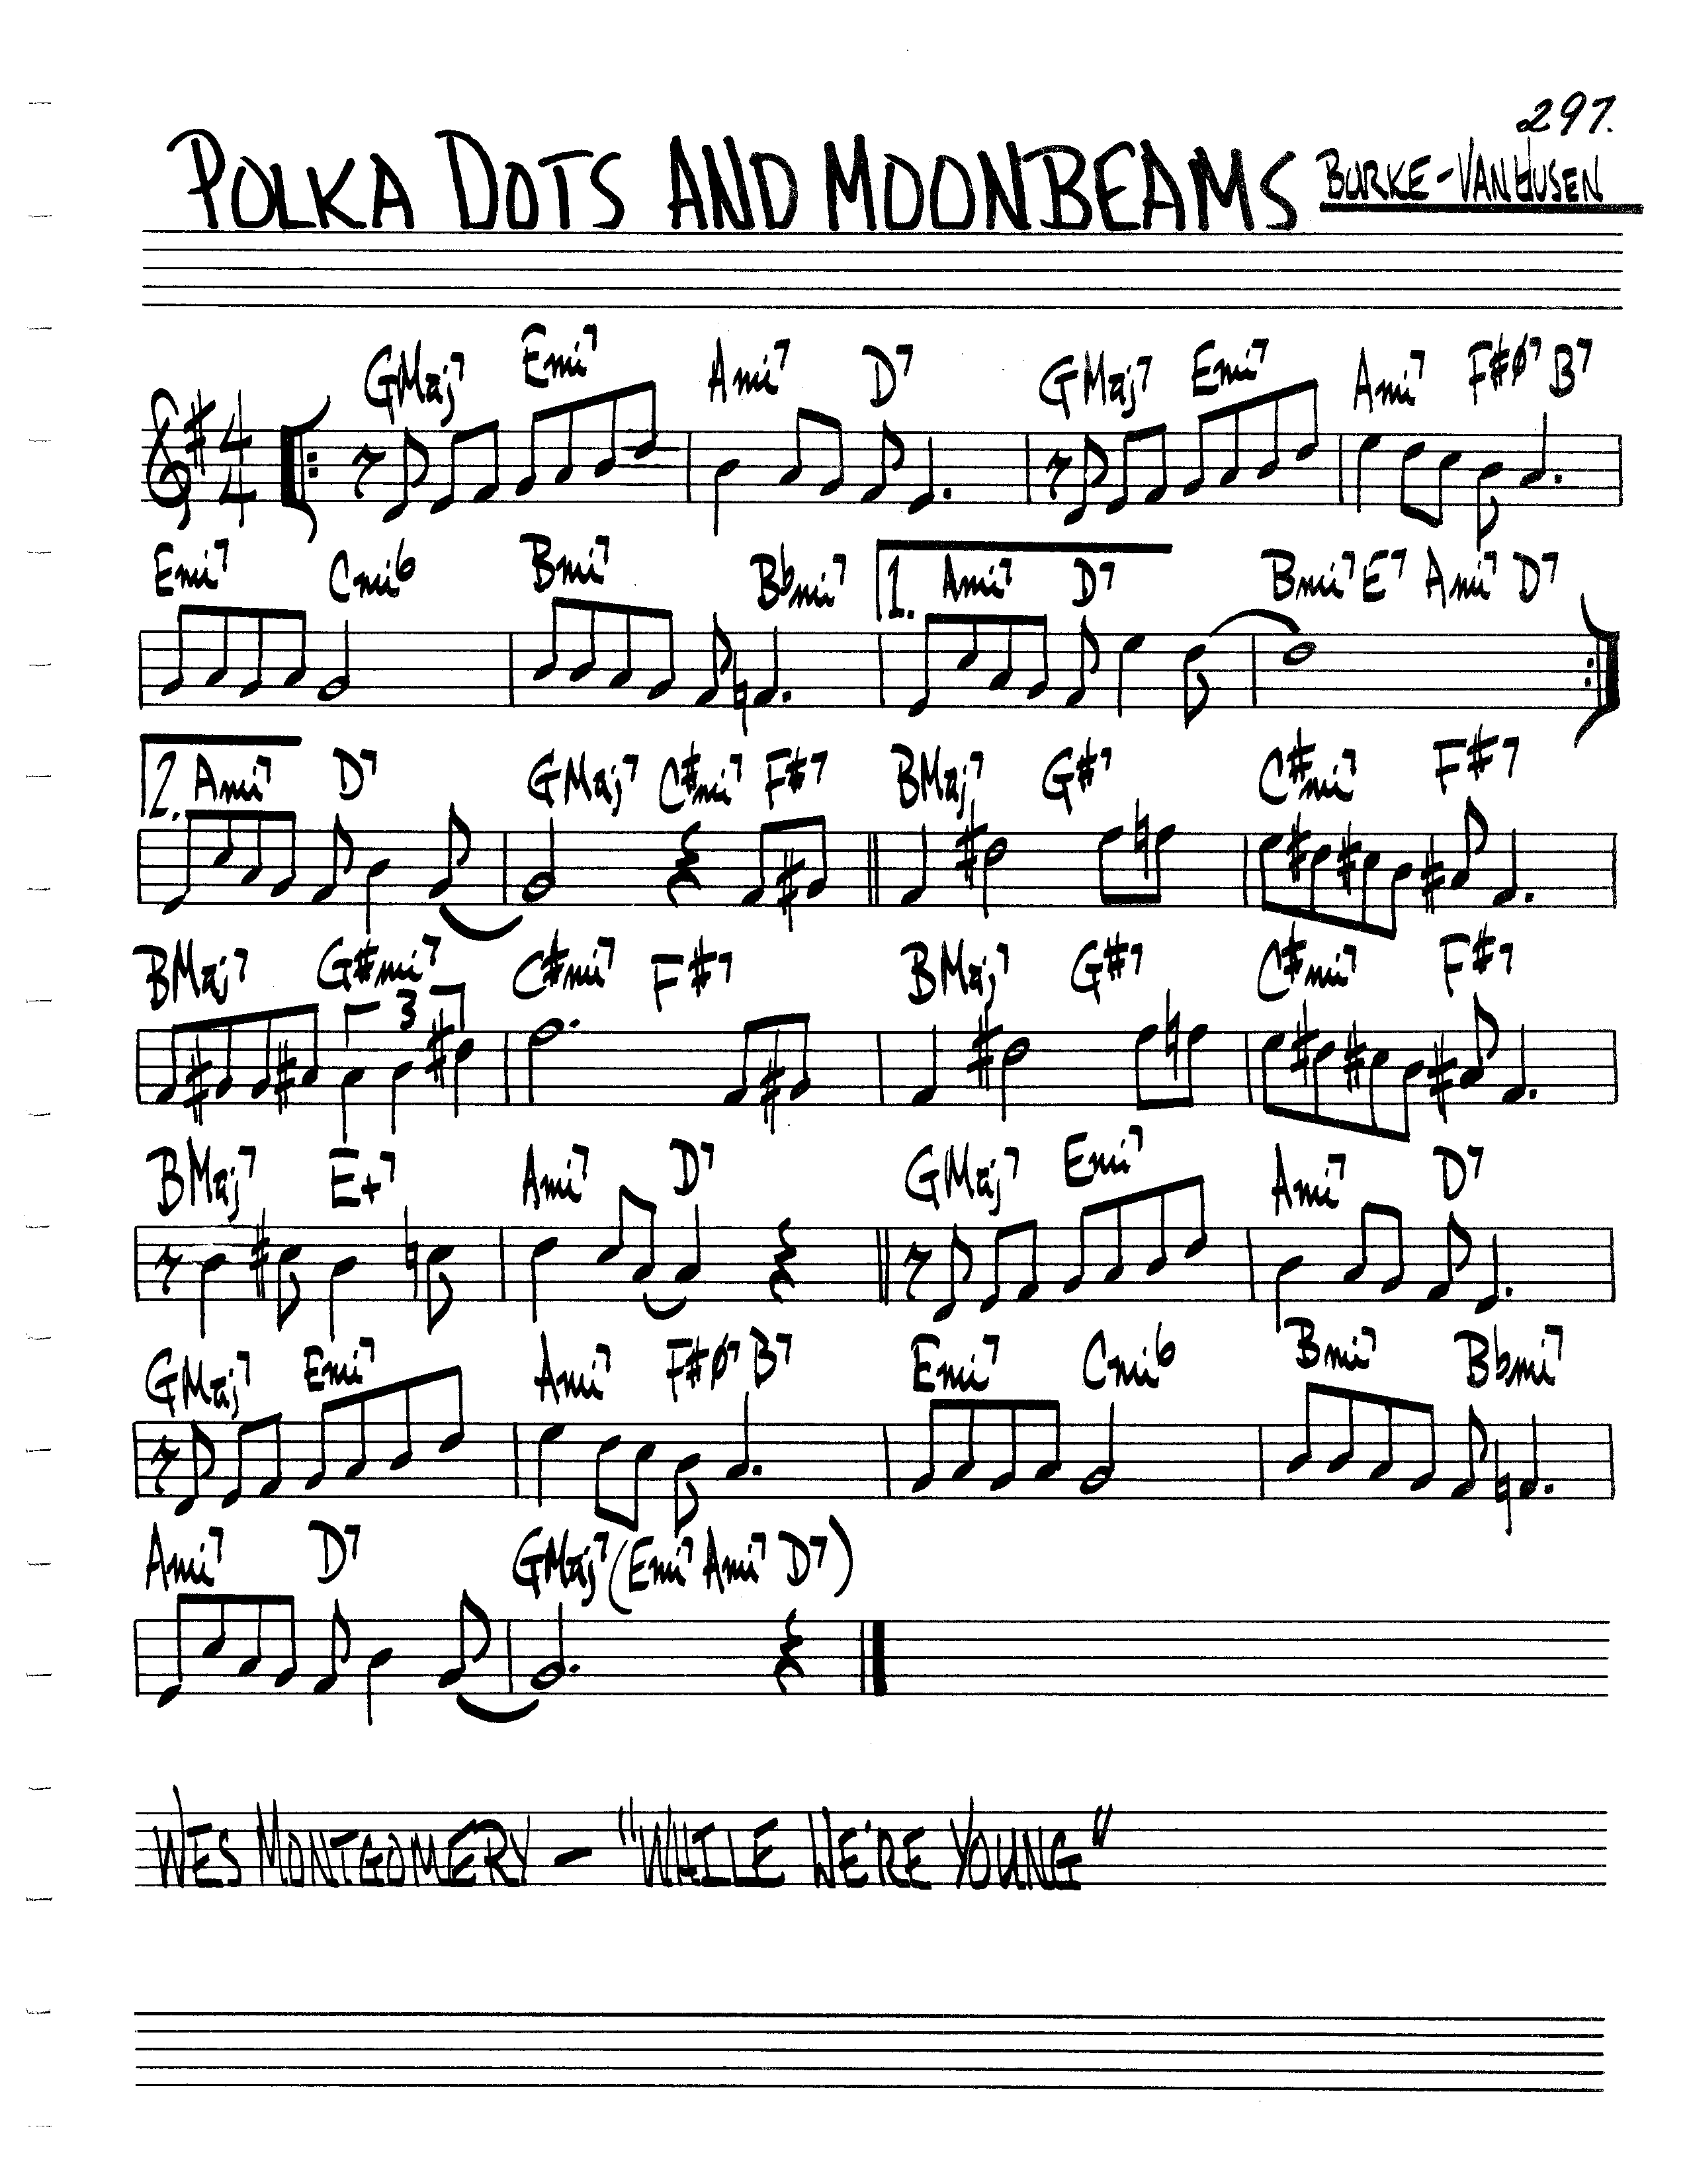 297.
POLKA DOTS AND MOONBEAMS BURKE-VAN HUSEN
GMaj7 Emi7 Ami7 D7 GMaj7 Emi7 Ami7 F#ø7 B7
4
4
Emi7 Cmi6 Bmi7 Bbmi7 1. Ami7 D7 Bmi7 E7 Ami7 D7
2. Ami7 D7 GMaj7 C#mi7 F#7 BMaj7 G#7 C#mi7 F#7
BMaj7 G#mi7 C#mi7 F#7 BMaj7 G#7 C#mi7 F#7
3
BMaj7 E+7 Ami7 D7 GMaj7 Emi7 Ami7 D7
GMaj7 Emi7 Ami7 F#ø7 B7 Emi7 Cmi6 Bmi7 Bbmi7
Ami7 D7 GMaj7 (Emi7 Ami7 D7)
WES MONTGOMERY - "WHILE WE'RE YOUNG"